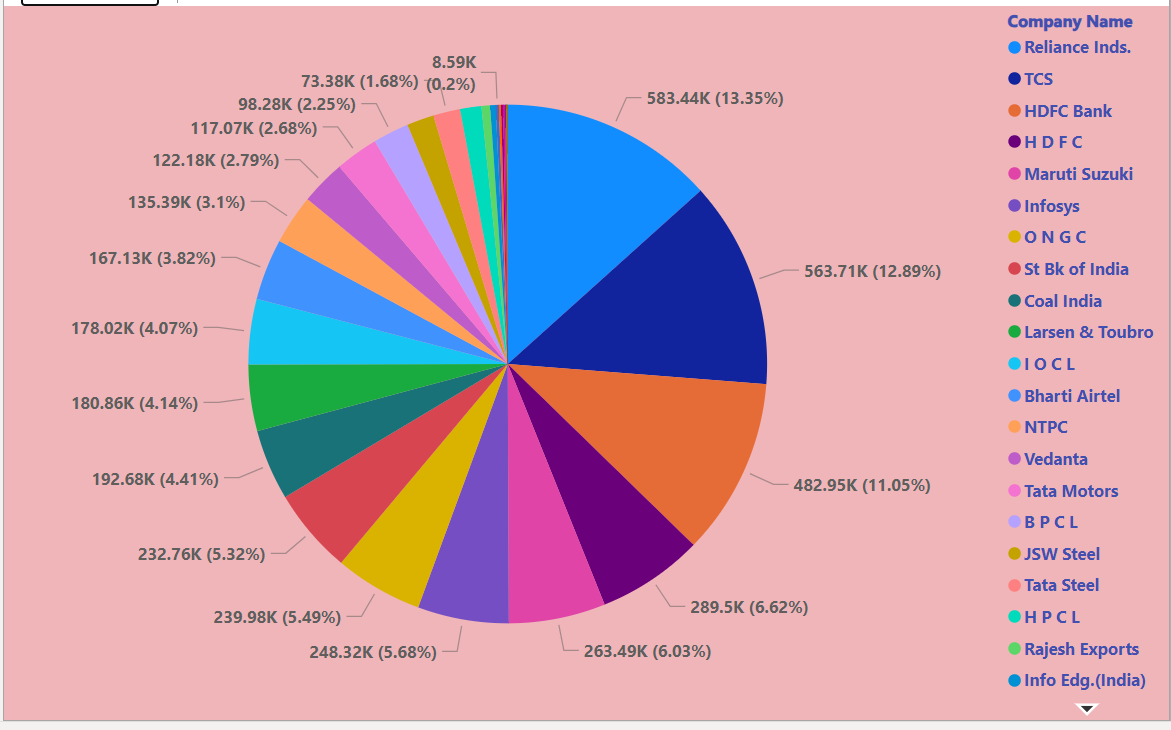 Company Name
Reliance Inds.
TCS
HDFC Bank
H D F C
Maruti Suzuki
Infosys
O N G C
St Bk of India
Coal India
Larsen & Toubro
I O C L
Bharti Airtel
NTPC
Vedanta
Tata Motors
B P C L
JSW Steel
Tata Steel
H P C L
Rajesh Exports
Info Edg.(India)
583.44K (13.35%)
563.71K (12.89%)
482.95K (11.05%)
289.5K (6.62%)
263.49K (6.03%)
248.32K (5.68%)
239.98K (5.49%)
232.76K (5.32%)
192.68K (4.41%)
180.86K (4.14%)
178.02K (4.07%)
167.13K (3.82%)
135.39K (3.1%)
122.18K (2.79%)
117.07K (2.68%)
98.28K (2.25%)
73.38K (1.68%)
8.59K
(0.2%)